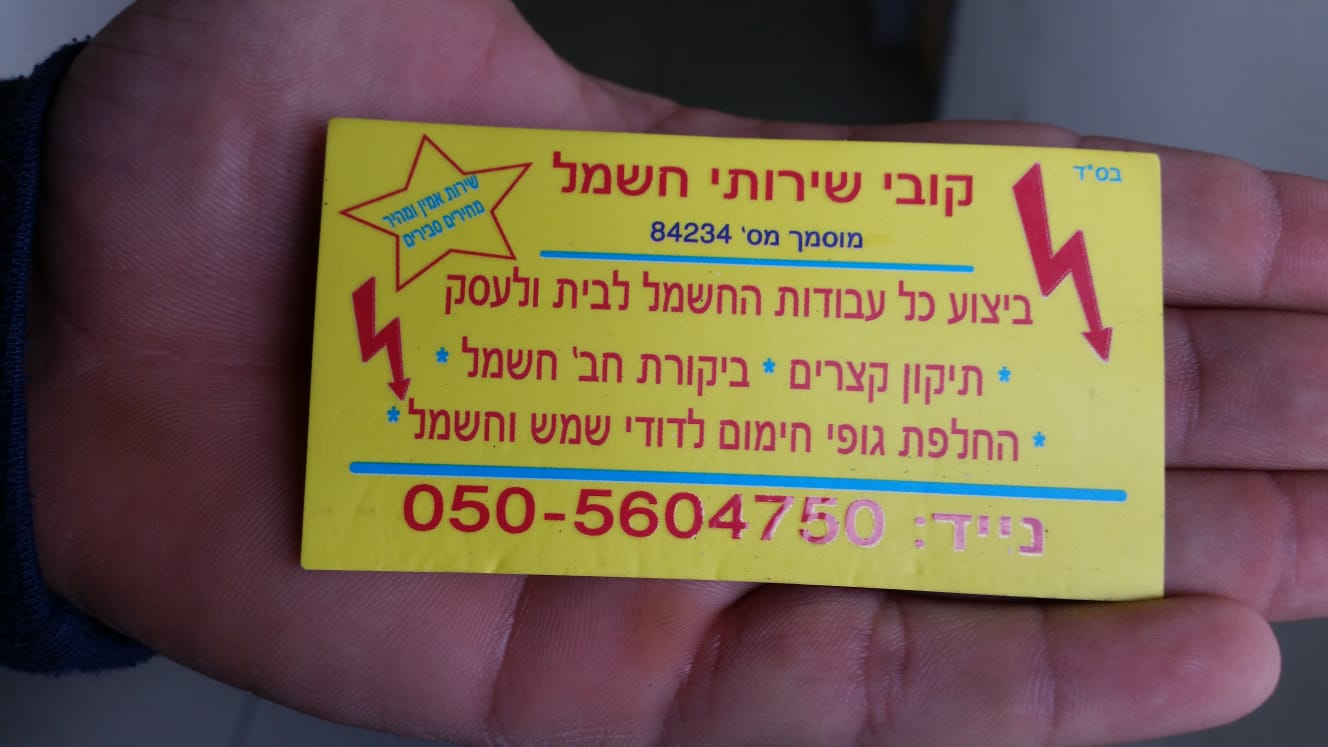 בס"ד
קובי שירותי חשמל
מוסמך מס' 84234
שירות אמין ומהיר
מחירים סבירים
ביצוע כל עבודות החשמל לבית ולעסק
* תיקון קצרים * ביקורת חב' חשמל *
* החלפת גופי חימום לדודי שמש וחשמל *
נייד: 050-5604750